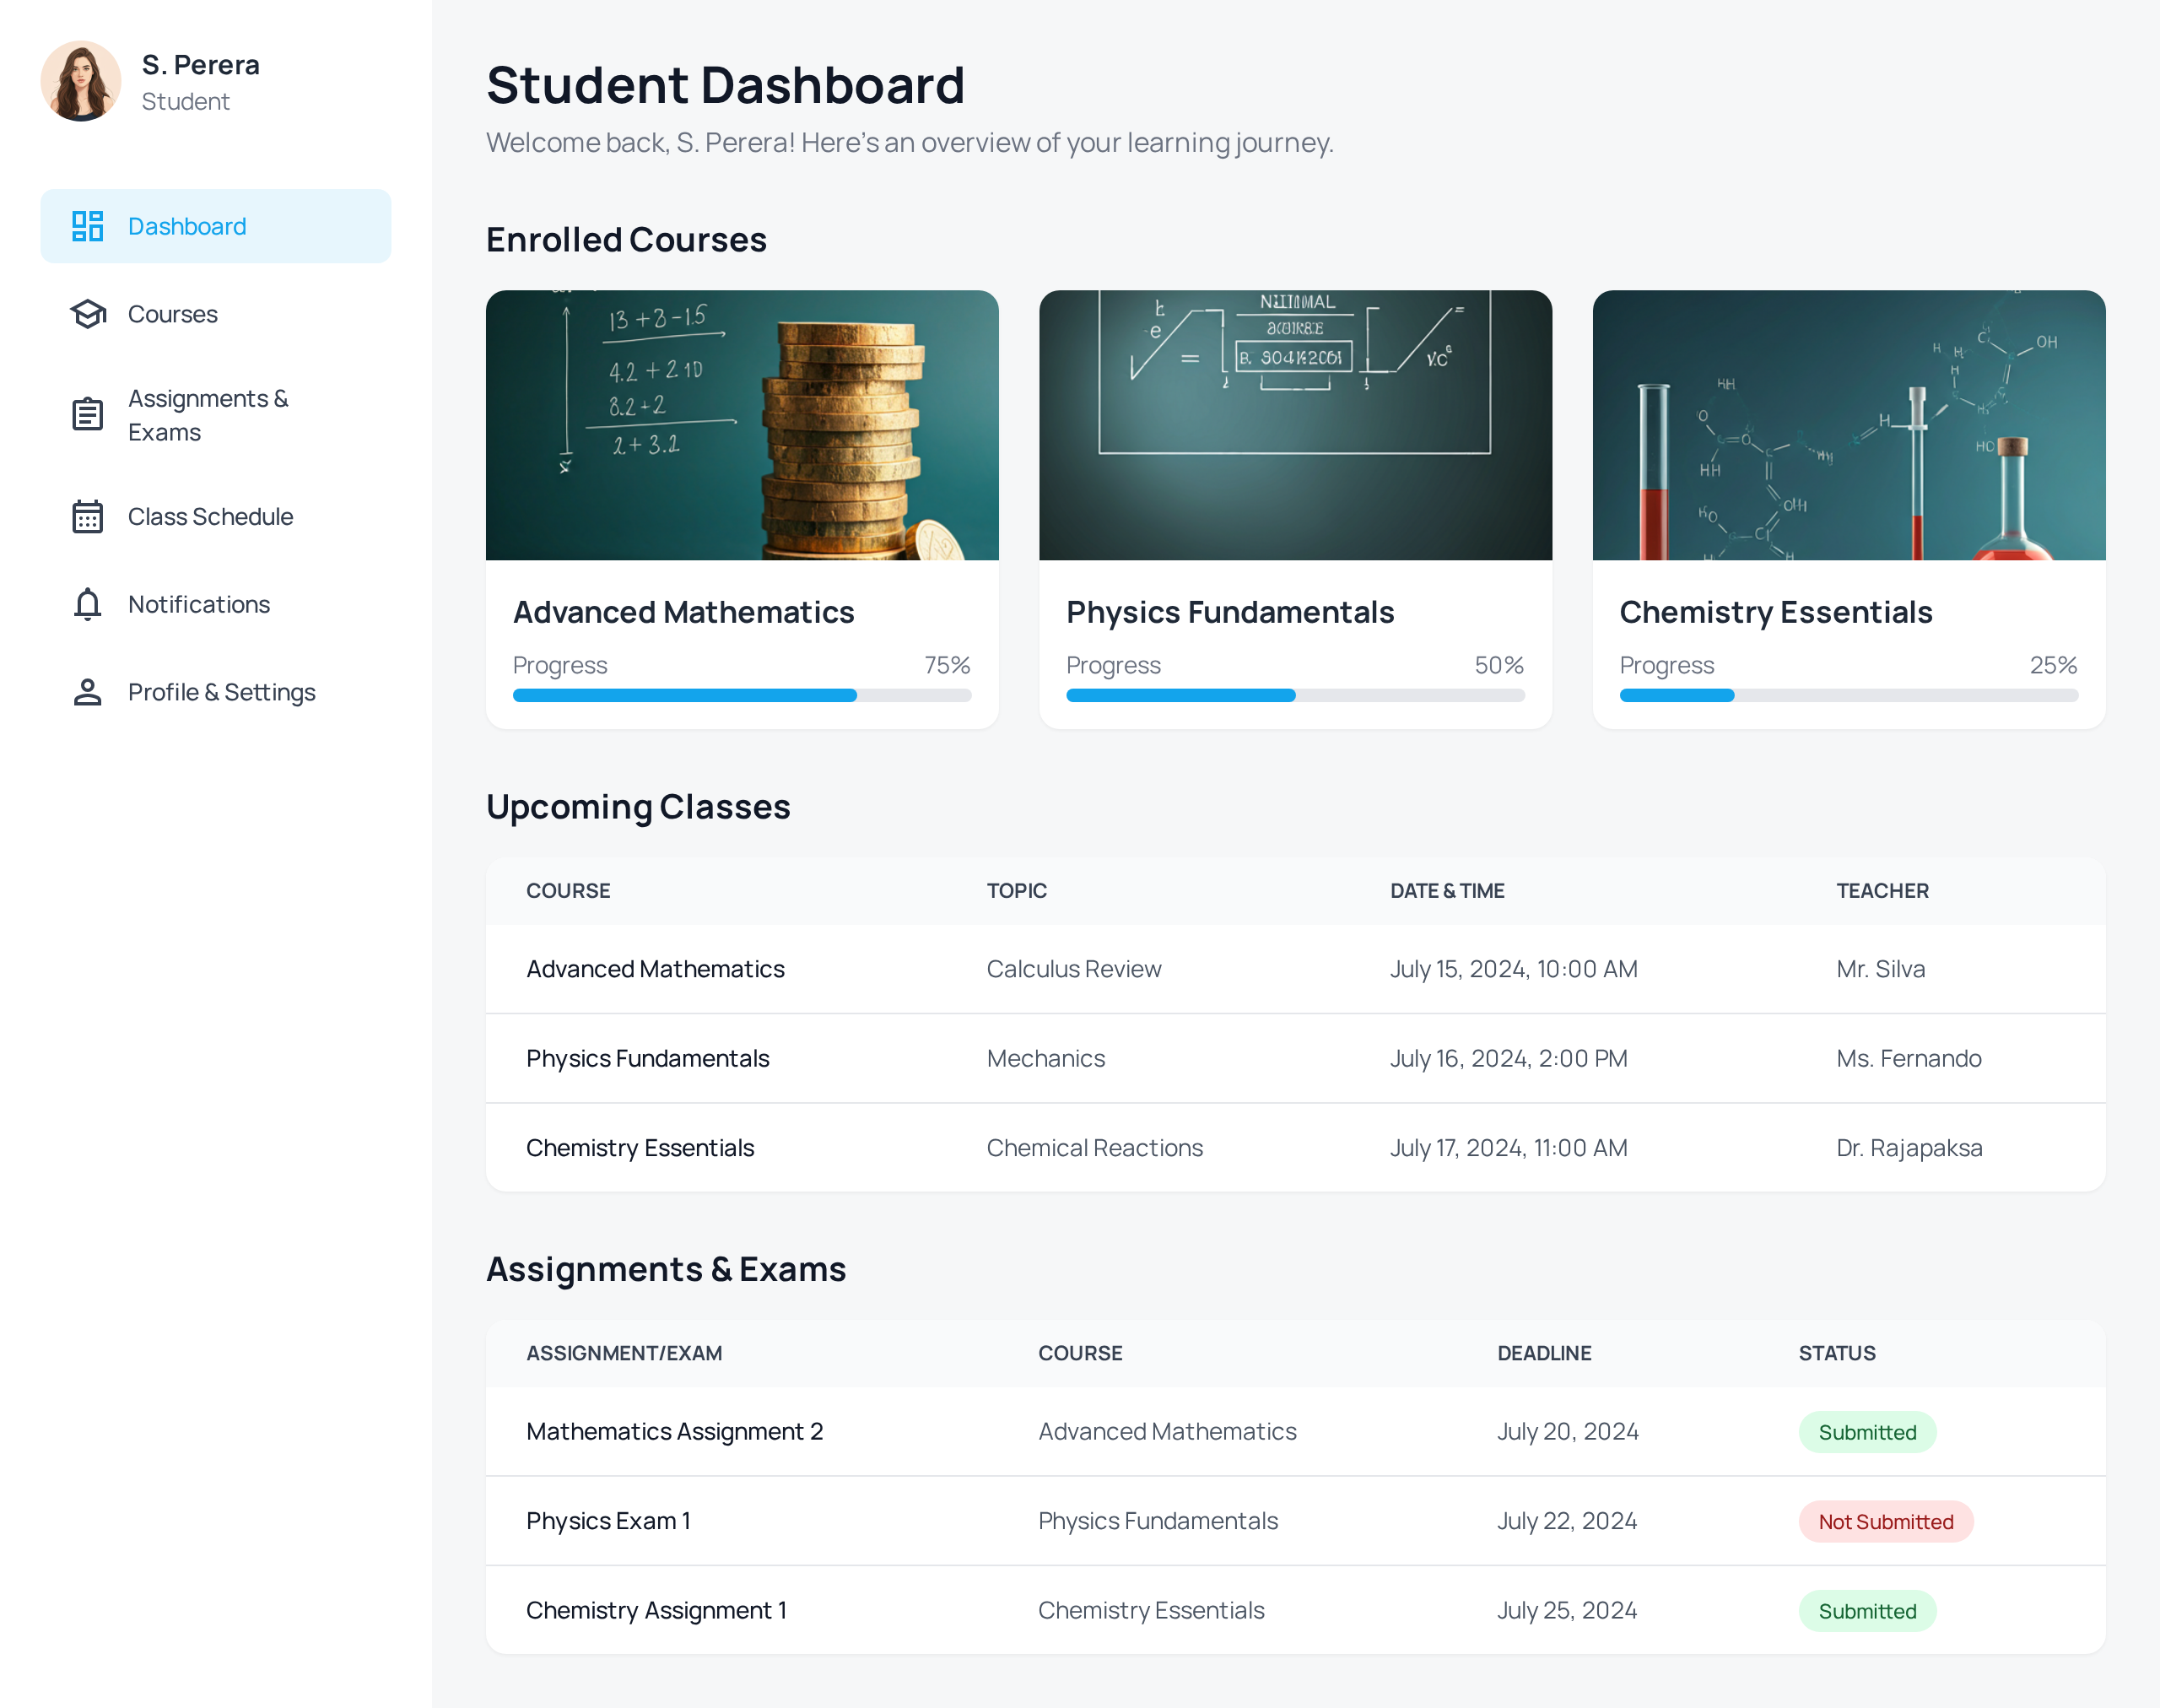 S. Perera
Student
Dashboard
Courses
Assignments &
Exams
Class Schedule
Notifications
Profile & Settings
Student Dashboard
Welcome back, S. Perera! Here's an overview of your learning journey.
Enrolled Courses
13 + 3 - 1.5
4.2 + 2 10
8.2 + 2
2 + 3.2
Advanced Mathematics
Progress 75%
Physics Fundamentals
Progress 50%
OH
Chemistry Essentials
Progress 25%
Upcoming Classes
COURSE TOPIC DATE & TIME TEACHER
Advanced Mathematics Calculus Review July 15, 2024, 10:00 AM Mr. Silva
Physics Fundamentals Mechanics July 16, 2024, 2:00 PM Ms. Fernando
Chemistry Essentials Chemical Reactions July 17, 2024, 11:00 AM Dr. Rajapaksa
Assignments & Exams
ASSIGNMENT/EXAM COURSE DEADLINE STATUS
Mathematics Assignment 2 Advanced Mathematics July 20, 2024 Submitted
Physics Exam 1 Physics Fundamentals July 22, 2024 Not Submitted
Chemistry Assignment 1 Chemistry Essentials July 25, 2024 Submitted